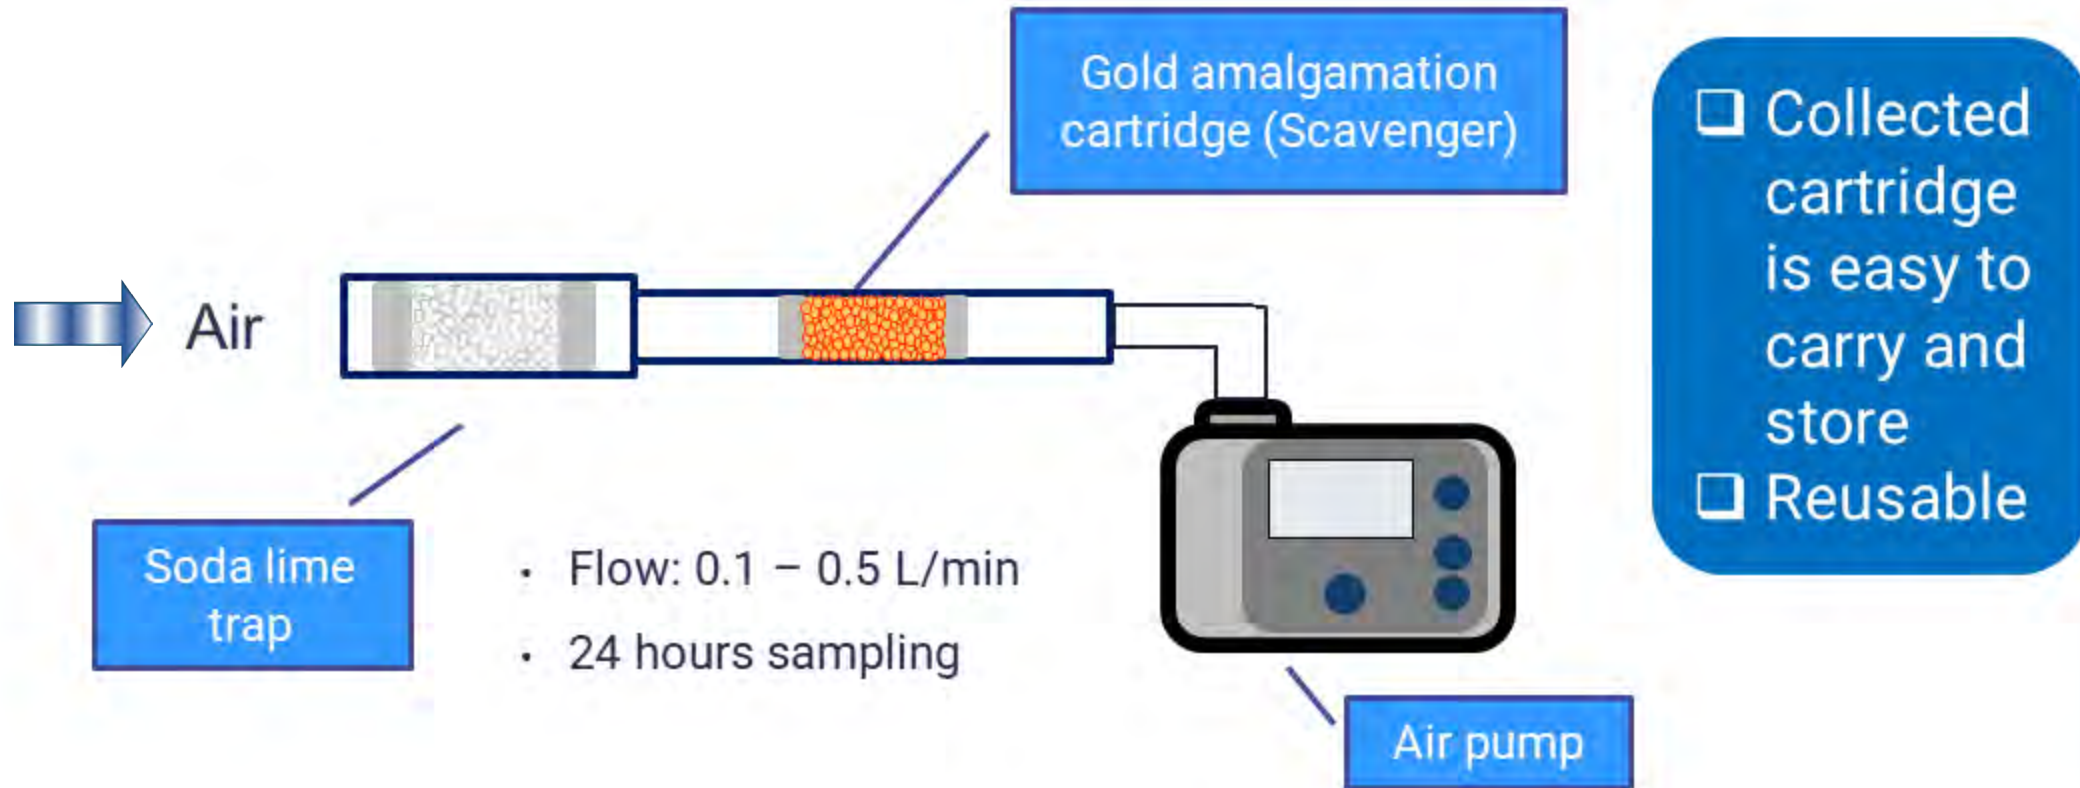 Gold amalgamation
cartridge (Scavenger)
❑ Collected
cartridge
is easy to
carry and
store
❑ Reusable
Air
Soda lime
trap
· Flow: 0.1 – 0.5 L/min
· 24 hours sampling
Air pump